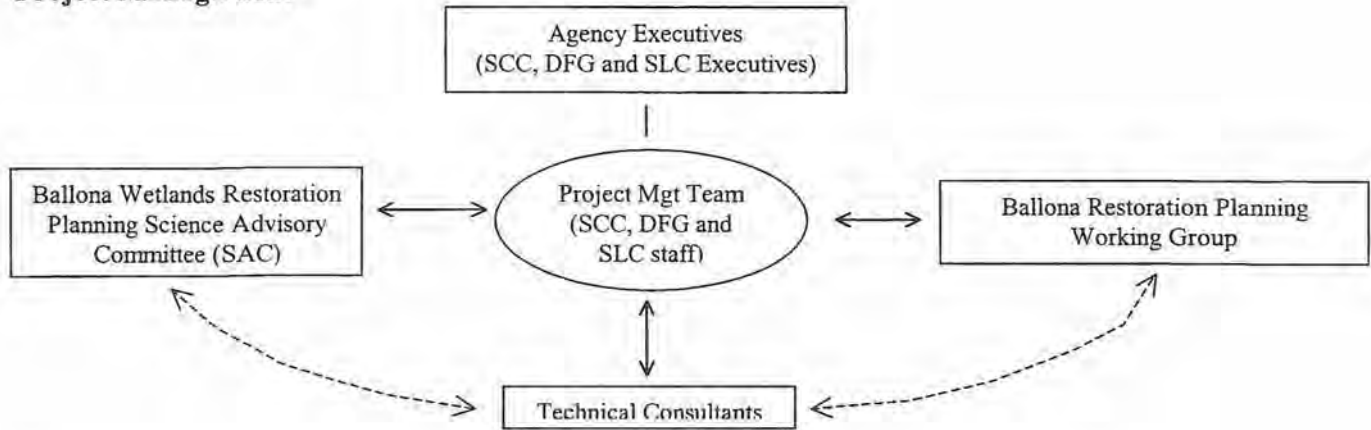 Agency Executives
(SCC, DFG and SLC Executives)
Ballona Wetlands Restoration
Planning Science Advisory
Committee (SAC)
Project Mgt Team
(SCC, DFG and
SLC staff)
Ballona Restoration Planning
Working Group
Technical Consultants